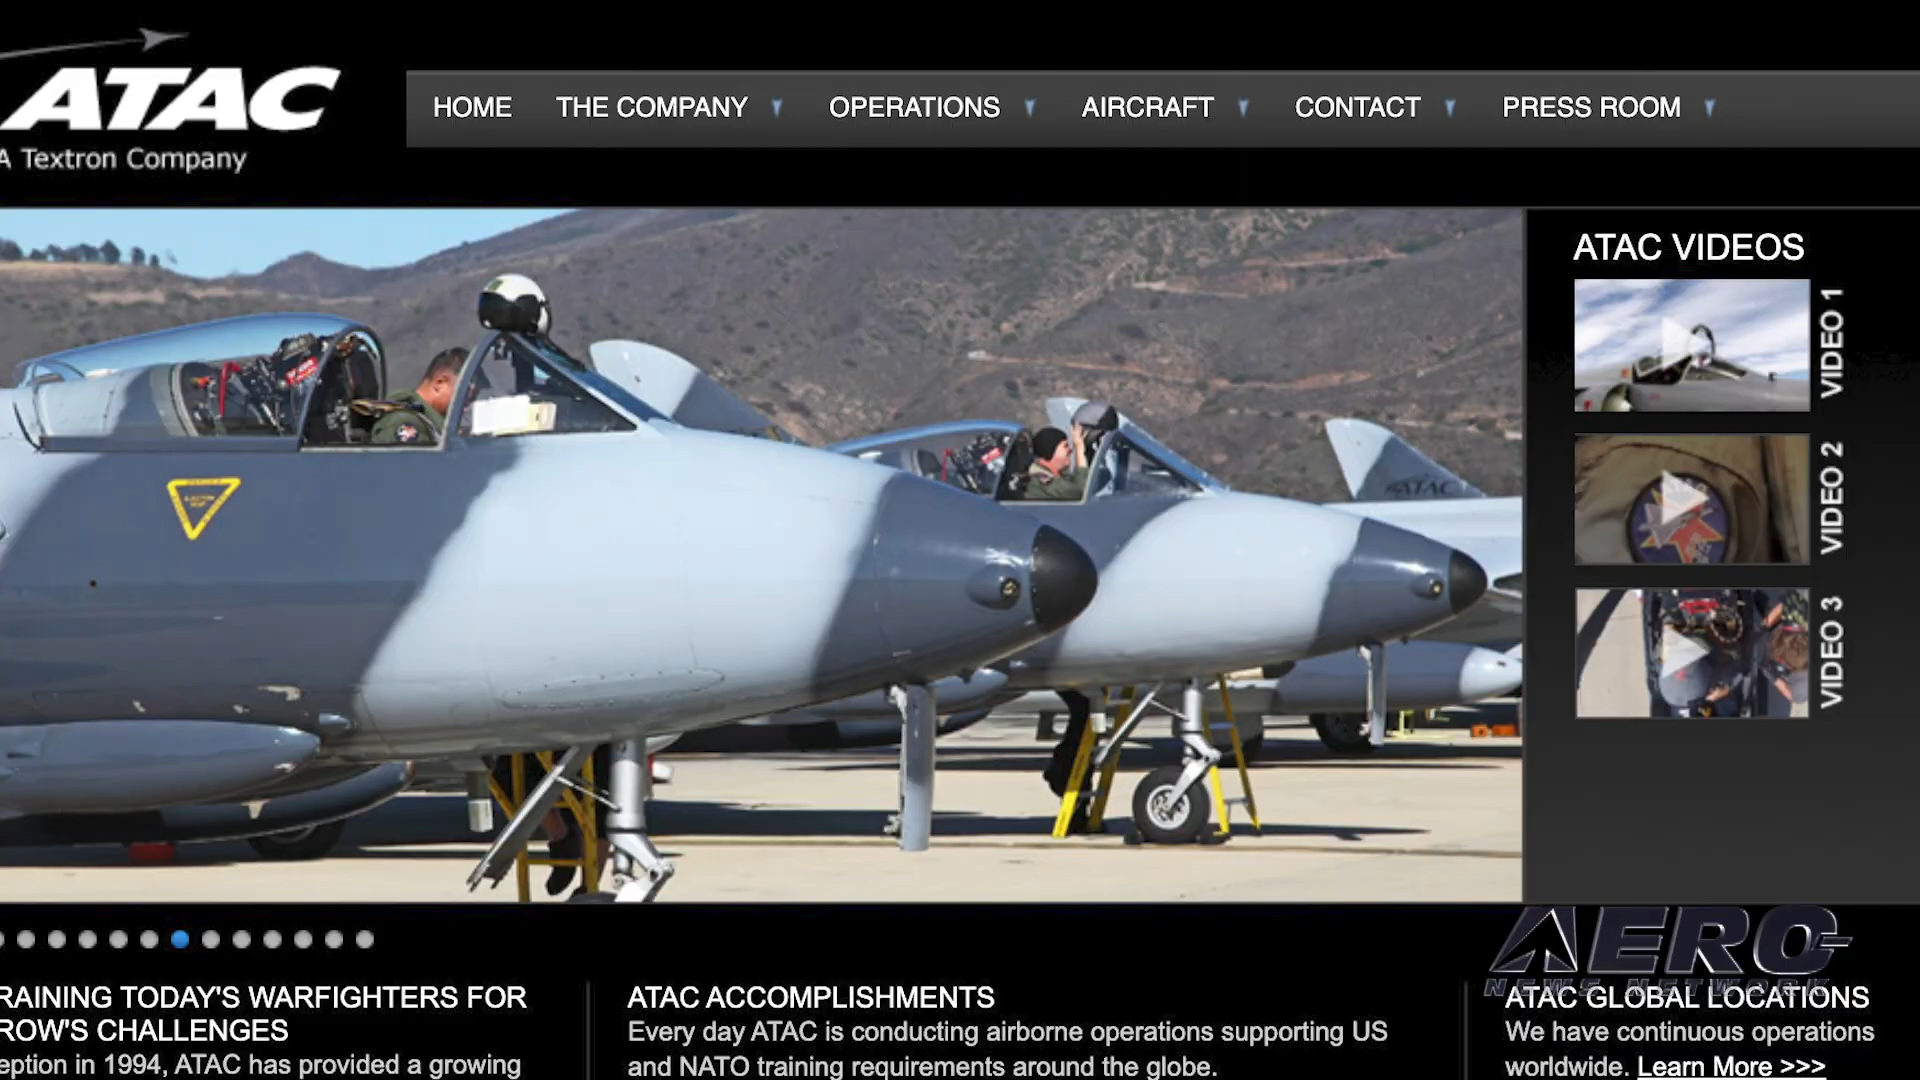 ATAC
A Textron Company
HOME
THE COMPANY
OPERATIONS
AIRCRAFT
CONTACT
PRESS ROOM
ATAC VIDEOS
VIDEO 1
VIDEO 2
VIDEO 3
ATAC
AERO
NEWS NETWORK
RAINING TODAY'S WARFIGHTERS FOR
ROW'S CHALLENGES
eption in 1994, ATAC has provided a growing
ATAC ACCOMPLISHMENTS
Every day ATAC is conducting airborne operations supporting US
and NATO training requirements around the globe.
ATAC GLOBAL LOCATIONS
We have continuous operations
worldwide. Learn More >>>